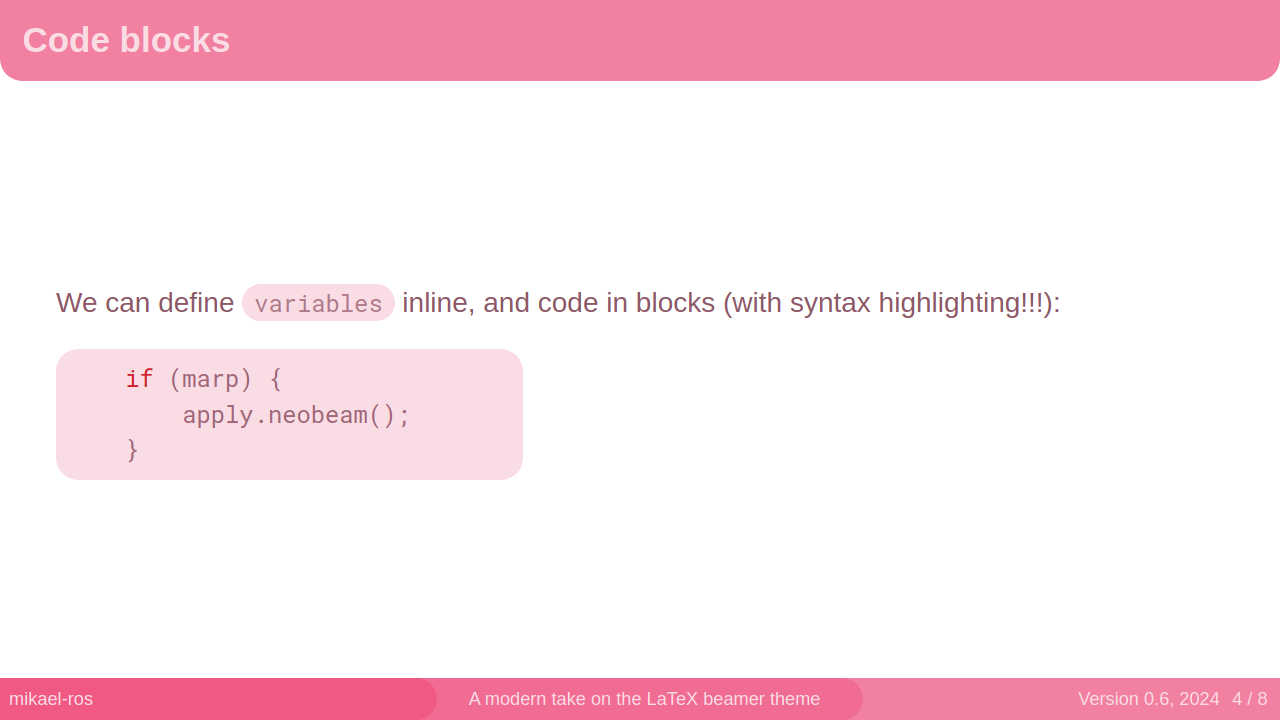 Code blocks
We can define variables inline, and code in blocks (with syntax highlighting!!!):
if (marp) {
    apply.neobeam();
}
mikael-ros
A modern take on the LaTeX beamer theme
Version 0.6, 2024 4 / 8